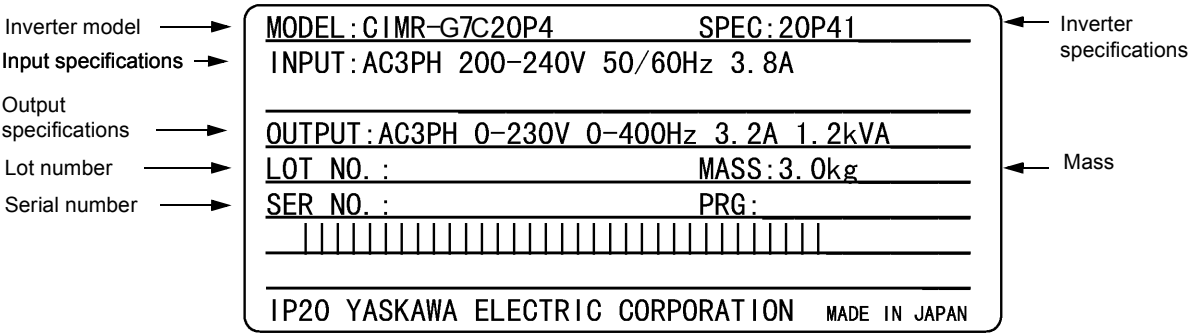 Inverter model MODEL:CIMR-G7C20P4 SPEC:20P41 Inverter specifications
Input specifications INPUT:AC3PH 200-240V 50/60Hz 3.8A
Output specifications OUTPUT:AC3PH 0-230V 0-400Hz 3.2A 1.2kVA
Lot number LOT NO.: MASS:3.0kg Mass
Serial number SER NO.: PRG:
IP20 YASKAWA ELECTRIC CORPORATION MADE IN JAPAN